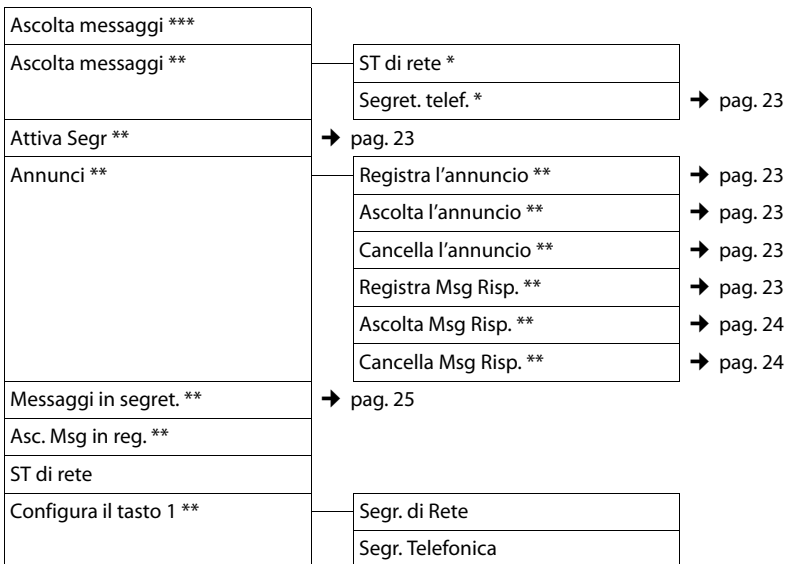 Ascolta messaggi ***
Ascolta messaggi ** ST di rete *
Segret. telef. * ➔ pag. 23
Attiva Segr ** ➔ pag. 23
Annunci ** Registra l’annuncio ** ➔ pag. 23
Ascolta l’annuncio ** ➔ pag. 23
Cancella l’annuncio ** ➔ pag. 23
Registra Msg Risp. ** ➔ pag. 23
Ascolta Msg Risp. ** ➔ pag. 24
Cancella Msg Risp. ** ➔ pag. 24
Messaggi in segret. ** ➔ pag. 25
Asc. Msg in reg. **
ST di rete
Configura il tasto 1 ** Segr. di Rete
Segr. Telefonica